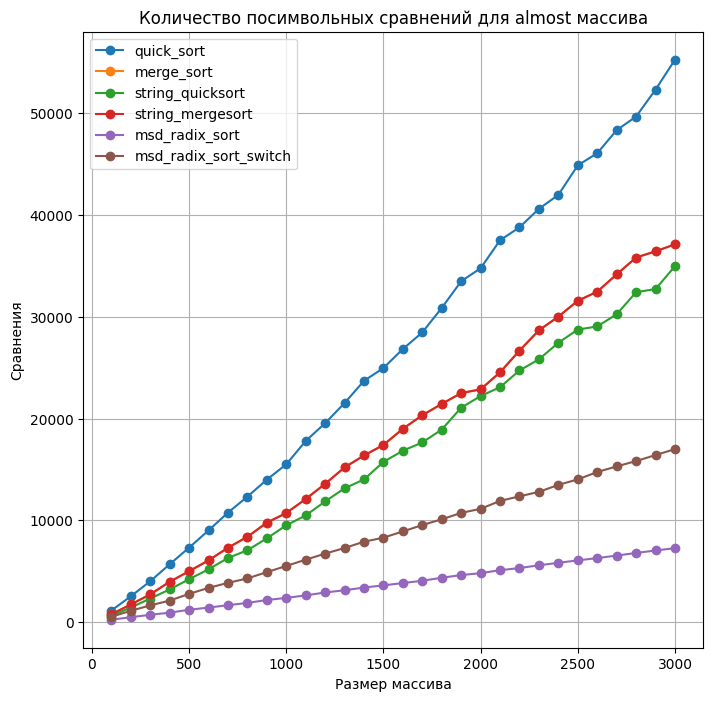 Количество посимвольных сравнений для almost массива
quick_sort
merge_sort
string_quicksort
string_mergesort
msd_radix_sort
msd_radix_sort_switch
Сравнения
50000
40000
30000
20000
10000
0
0 500 1000 1500 2000 2500 3000
Размер массива